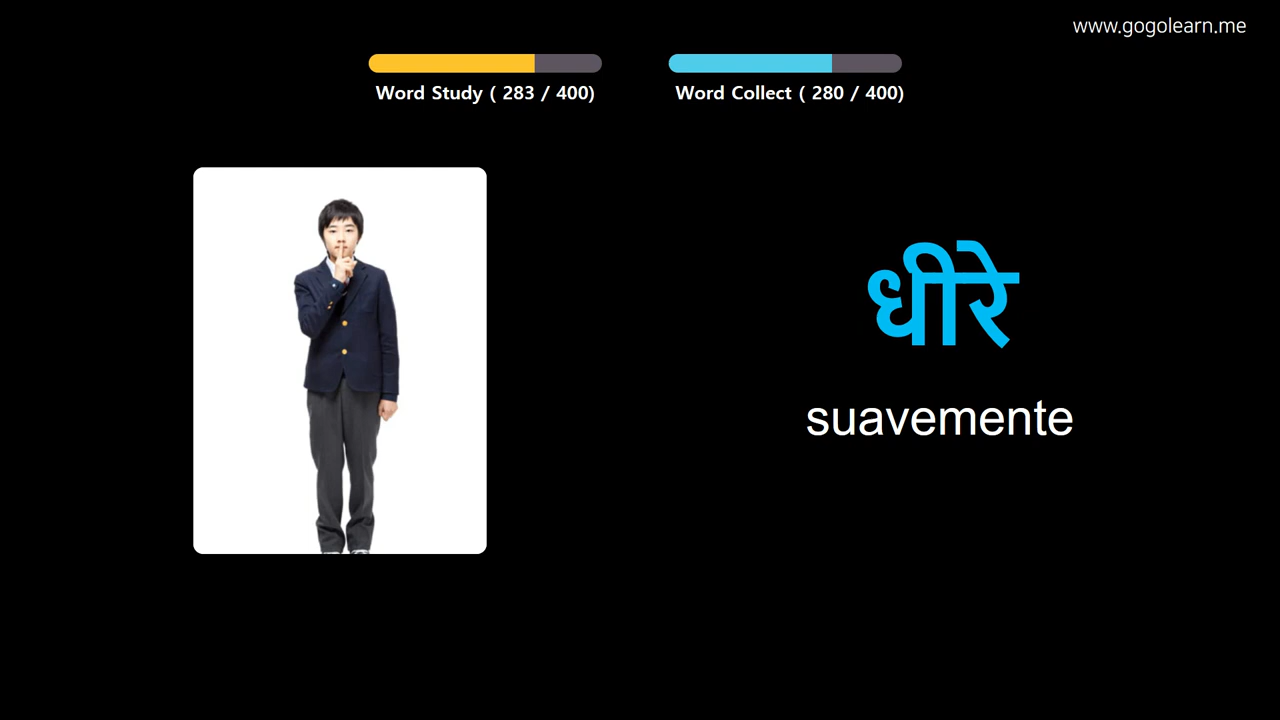 www.gogolearn.me
Word Study ( 283 / 400)
Word Collect ( 280 / 400)
धीरे
suavemente